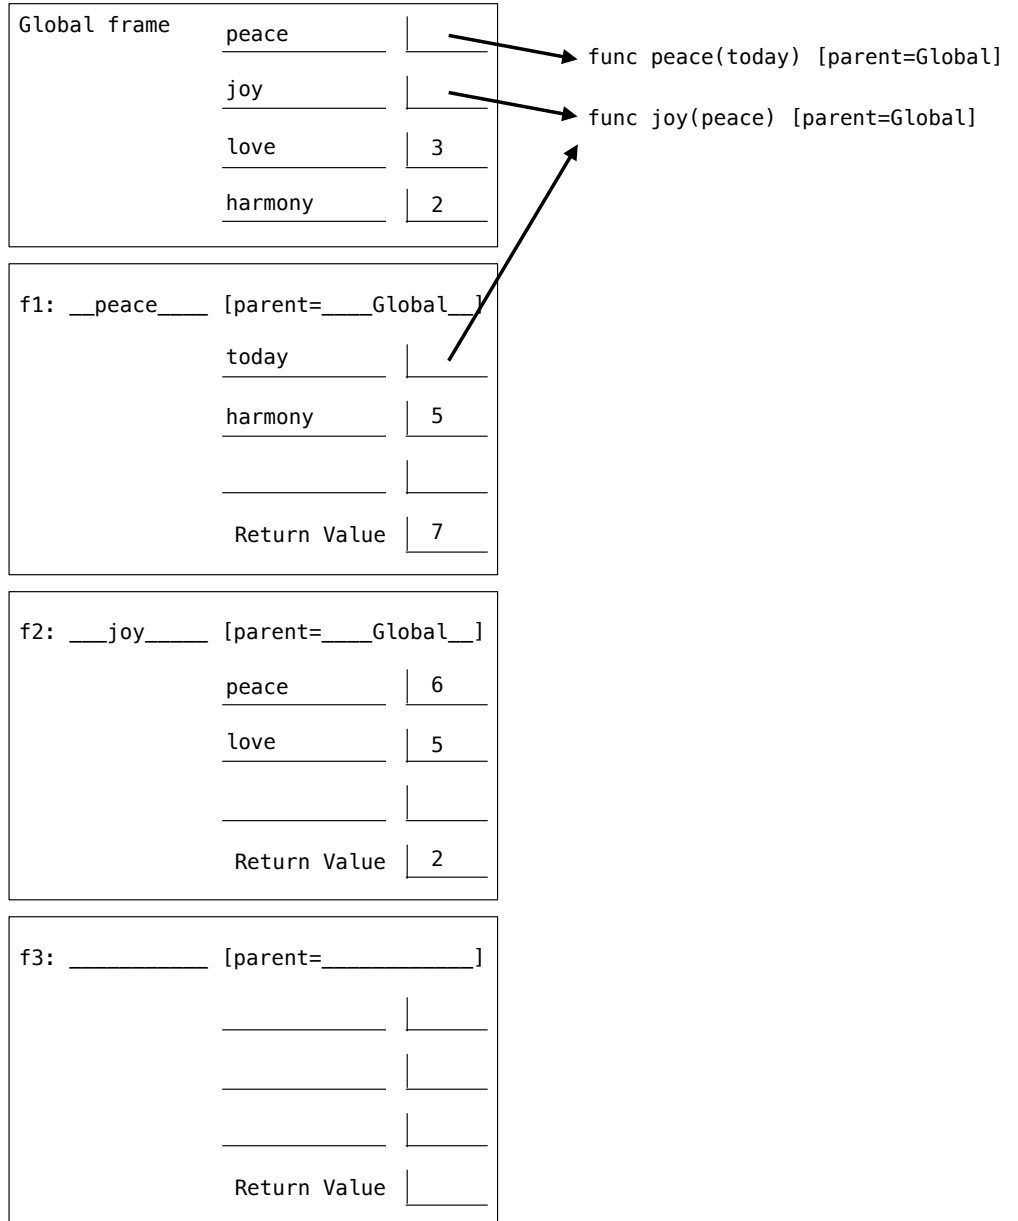 Global frame
peace
func peace(today) [parent=Global]
joy
func joy(peace) [parent=Global]
love 3
harmony 2
f1: __peace____ [parent=____Global__]
today
harmony 5
Return Value 7
f2: ___joy_____ [parent=____Global__]
peace 6
love 5
Return Value 2
f3: ___________ [parent=____________]
Return Value